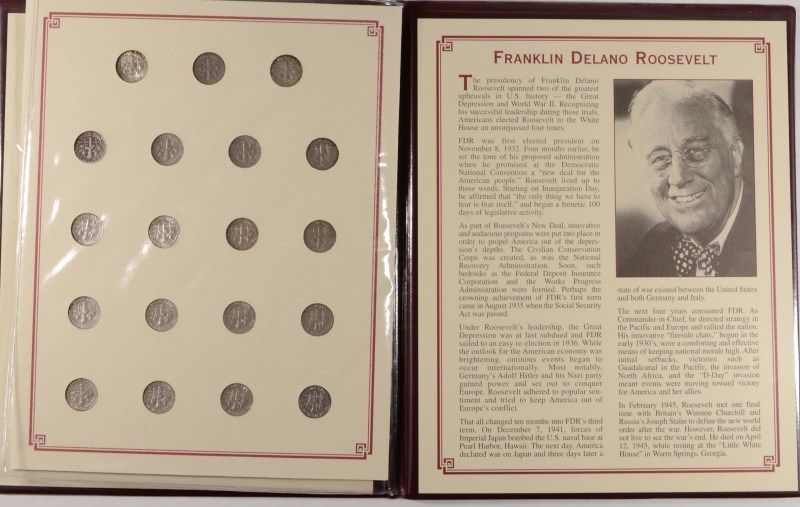 FRANKLIN DELANO ROOSEVELT
The presidency of Franklin Delano
Roosevelt spanned two of the greatest
upheavals in U.S. history — the Great
Depression and World War II. Recognizing
his successful leadership during those trials,
Americans elected Roosevelt to the White
House an unsurpassed four times.
FDR was first elected president on
November 8, 1932. Four months earlier, he
set the tone of his proposed administration
when he promised at the Democratic
National Convention a "new deal for the
American people." Roosevelt lived up to
those words. Starting on Inauguration Day,
he affirmed that "the only thing we have to
fear is fear itself," and began a frenetic 100
days of legislative activity.
As part of Roosevelt's New Deal, innovative
and audacious programs were put into place in
order to propel America out of the depres-
sion's depths. The Civilian Conservation
Corps was created, as was the National
Recovery Administration. Soon, such
bedrocks as the Federal Deposit Insurance
Corporation and the Works Progress
Administration were formed. Perhaps the
crowning achievement of FDR's first term
came in August 1935 when the Social Security
Act was passed.
Under Roosevelt's leadership, the Great
Depression was at last subdued and FDR
sailed to an easy re-election in 1936. While
the outlook for the American economy was
brightening, ominous events began to
occur internationally. Most notably,
Germany's Adolf Hitler and his Nazi party
gained power and set out to conquer
Europe. Roosevelt adhered to popular sen-
timent and tried to keep America out of
Europe's conflict.
That all changed ten months into FDR's third
term. On December 7, 1941, forces of
Imperial Japan bombed the U.S. naval base at
Pearl Harbor, Hawaii. The next day, America
declared war on Japan and three days later a
state of war existed between the United States
and both Germany and Italy.
The next four years consumed FDR. As
Commander-in-Chief, he directed strategy in
the Pacific and Europe and rallied the nation.
His innovative "fireside chats," begun in the
early 1930's, were a comforting and effective
means of keeping national morale high. After
initial setbacks, victories such as
Guadalcanal in the Pacific, the invasion of
North Africa, and the "D-Day" invasion
meant events were moving toward victory
for America and her allies.
In February 1945, Roosevelt met one final
time with Britain's Winston Churchill and
Russia's Joseph Stalin to define the new world
order after the war. However, Roosevelt did
not live to see the war's end. He died on April
12, 1945, while resting at the "Little White
House" in Warm Springs, Georgia.